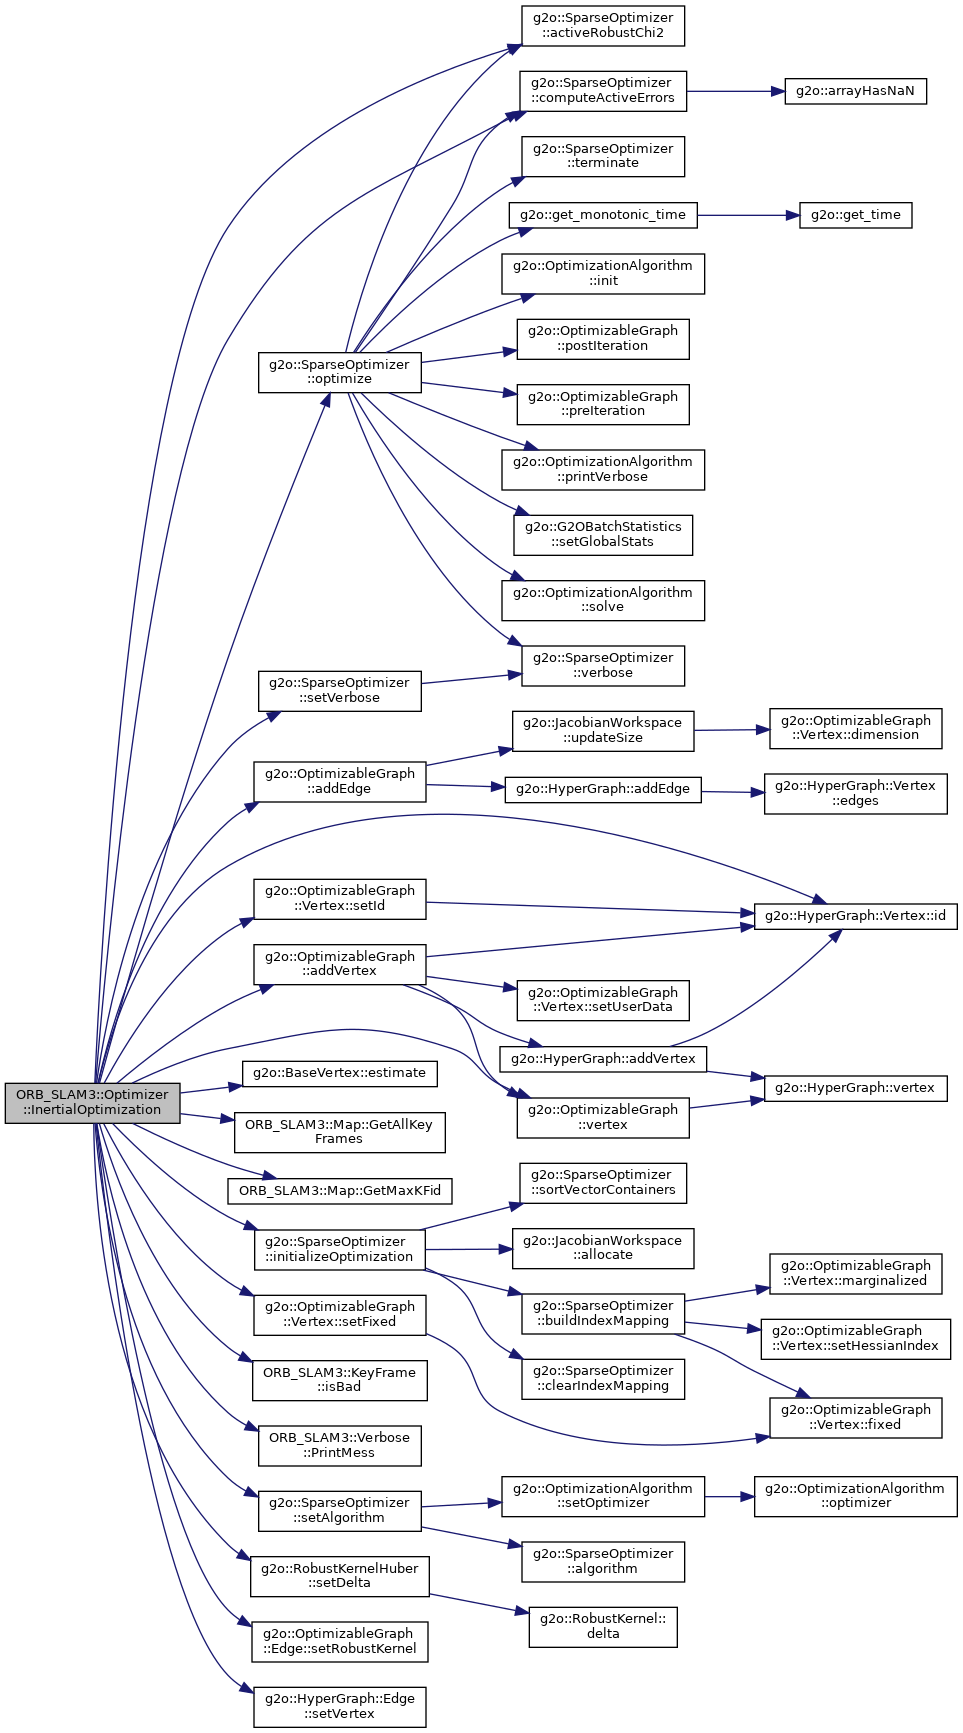 g2o::SparseOptimizer
::activeRobustChi2
g2o::SparseOptimizer
::computeActiveErrors
g2o::arrayHasNaN
g2o::SparseOptimizer
::terminate
g2o::get_monotonic_time
g2o::get_time
g2o::OptimizationAlgorithm
::init
g2o::OptimizableGraph
::postIteration
g2o::SparseOptimizer
::optimize
g2o::OptimizableGraph
::preIteration
g2o::OptimizationAlgorithm
::printVerbose
g2o::G2OBatchStatistics
::setGlobalStats
g2o::OptimizationAlgorithm
::solve
g2o::SparseOptimizer
::verbose
g2o::SparseOptimizer
::setVerbose
g2o::JacobianWorkspace
::updateSize
g2o::OptimizableGraph
::Vertex::dimension
g2o::OptimizableGraph
::addEdge
g2o::HyperGraph::addEdge
g2o::HyperGraph::Vertex
::edges
g2o::OptimizableGraph
::Vertex::setId
g2o::HyperGraph::Vertex::id
g2o::OptimizableGraph
::addVertex
g2o::OptimizableGraph
::Vertex::setUserData
g2o::HyperGraph::addVertex
g2o::HyperGraph::vertex
g2o::BaseVertex::estimate
ORB_SLAM3::Optimizer
::InertialOptimization
g2o::OptimizableGraph
::vertex
ORB_SLAM3::Map::GetAllKey
Frames
ORB_SLAM3::Map::GetMaxKFid
g2o::SparseOptimizer
::sortVectorContainers
g2o::SparseOptimizer
::initializeOptimization
g2o::JacobianWorkspace
::allocate
g2o::OptimizableGraph
::Vertex::marginalized
g2o::SparseOptimizer
::buildIndexMapping
g2o::OptimizableGraph
::Vertex::setFixed
g2o::OptimizableGraph
::Vertex::setHessianIndex
g2o::SparseOptimizer
::clearIndexMapping
ORB_SLAM3::KeyFrame
::isBad
g2o::OptimizableGraph
::Vertex::fixed
ORB_SLAM3::Verbose
::PrintMess
g2o::SparseOptimizer
::setAlgorithm
g2o::OptimizationAlgorithm
::setOptimizer
g2o::OptimizationAlgorithm
::optimizer
g2o::SparseOptimizer
::algorithm
g2o::RobustKernelHuber
::setDelta
g2o::RobustKernel::
delta
g2o::OptimizableGraph
::Edge::setRobustKernel
g2o::HyperGraph::Edge
::setVertex